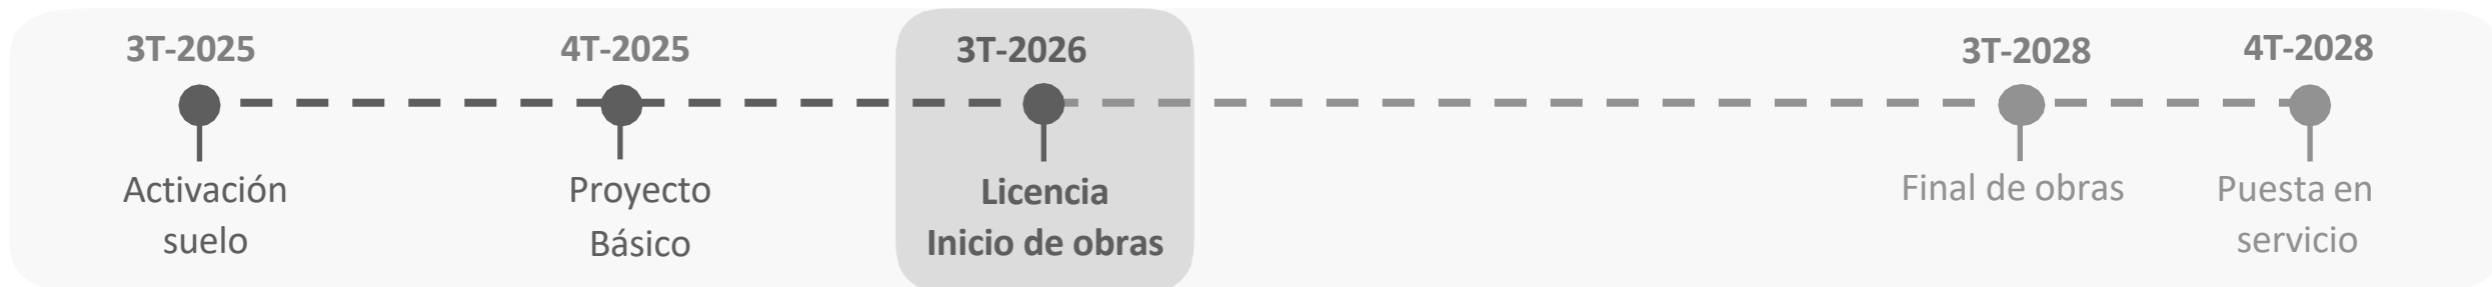 3T-2025
4T-2025
3T-2026
3T-2028
4T-2028
Activación
suelo
Proyecto
Básico
Licencia
Inicio de obras
Final de obras
Puesta en
servicio